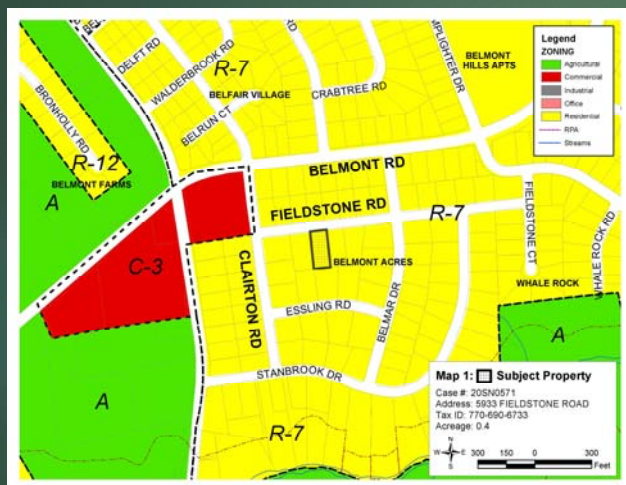 DELFT RD
WALDERBROOK RD
R-7
BELFAIR VILLAGE
CRABTREE RD
BELMONT
HILLS APTS
BELRUN CT
BRONHOLLY RD
R-12
BELMONT FARMS
A
BELMONT RD
FIELDSTONE RD
R-7
C-3
CLAIRTON RD
BELMONT ACRES
FIELDSTONE CT
WHALE ROCK RD
WHALE ROCK
ESSLING RD
BELMAR DR
STANBROOK DR
A
A
R-7
Legend
ZONING
Agricultural
Commercial
Industrial
Office
Residential
RPA
Streams
Map 1: Subject Property
Case #: 20SN0571
Address: 5933 FIELDSTONE ROAD
Tax ID: 770-690-6733
Acreage: 0.4
N
W E
S
300 150 0 300
Feet